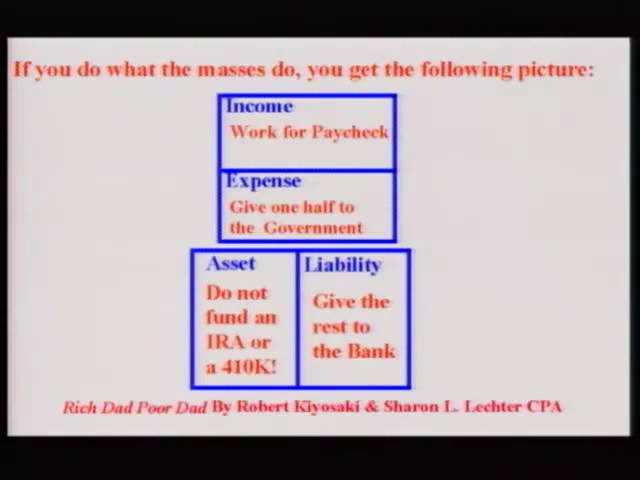 If you do what the masses do, you get the following picture:
Income
Work for Paycheck
Expense
Give one half to
the Government
Asset
Do not
fund an
IRA or
a 410K!
Liability
Give the
rest to
the Bank
Rich Dad Poor Dad By Robert Kiyosaki & Sharon L. Lechter CPA